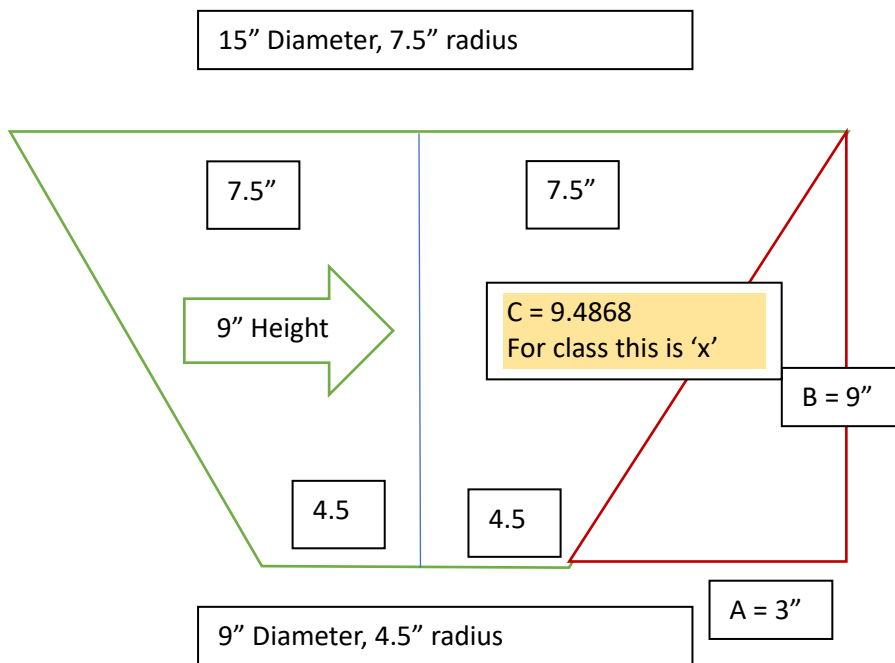 15” Diameter, 7.5” radius
7.5”
7.5”
9” Height
C = 9.4868
For class this is ‘x’
B = 9”
4.5
4.5
A = 3”
9” Diameter, 4.5” radius